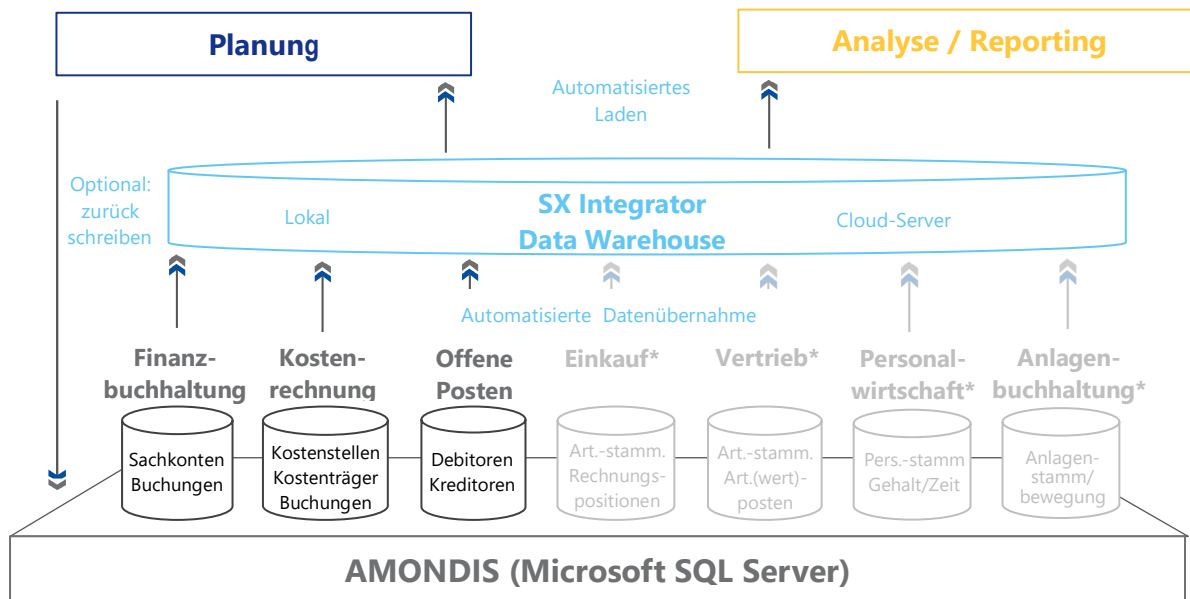 Planung
Analyse / Reporting
Automatisiertes
Laden
Optional:
zurück
schreiben
Lokal
SX Integrator
Data Warehouse
Cloud-Server
Automatisierte Datenübernahme
Finanz-
buchhaltung
Kosten-
rechnung
Offene
Posten
Einkauf*
Vertrieb*
Personal-
wirtschaft*
Anlagen-
buchhaltung*
Sachkonten
Buchungen
Kostenstellen
Kostenträger
Buchungen
Debitoren
Kreditoren
Art.-stamm.
Rechnungs-
positionen
Art.-stamm.
Art.(wert)-
posten
Pers.-stamm
Gehalt/Zeit
Anlagen-
stamm/
bewegung
AMONDIS (Microsoft SQL Server)